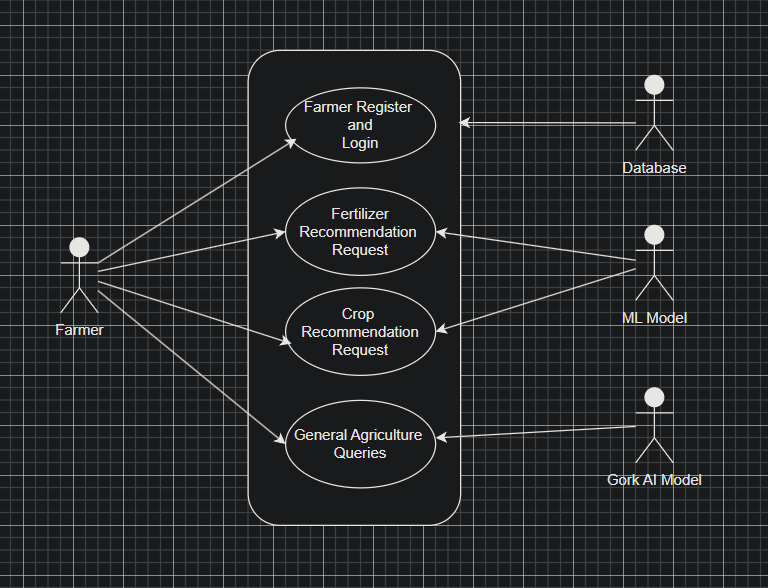 Farmer Register
and
Login
Database
Fertilizer
Recommendation
Request
ML Model
Farmer
Crop
Recommendation
Request
General Agriculture
Queries
Gork AI Model